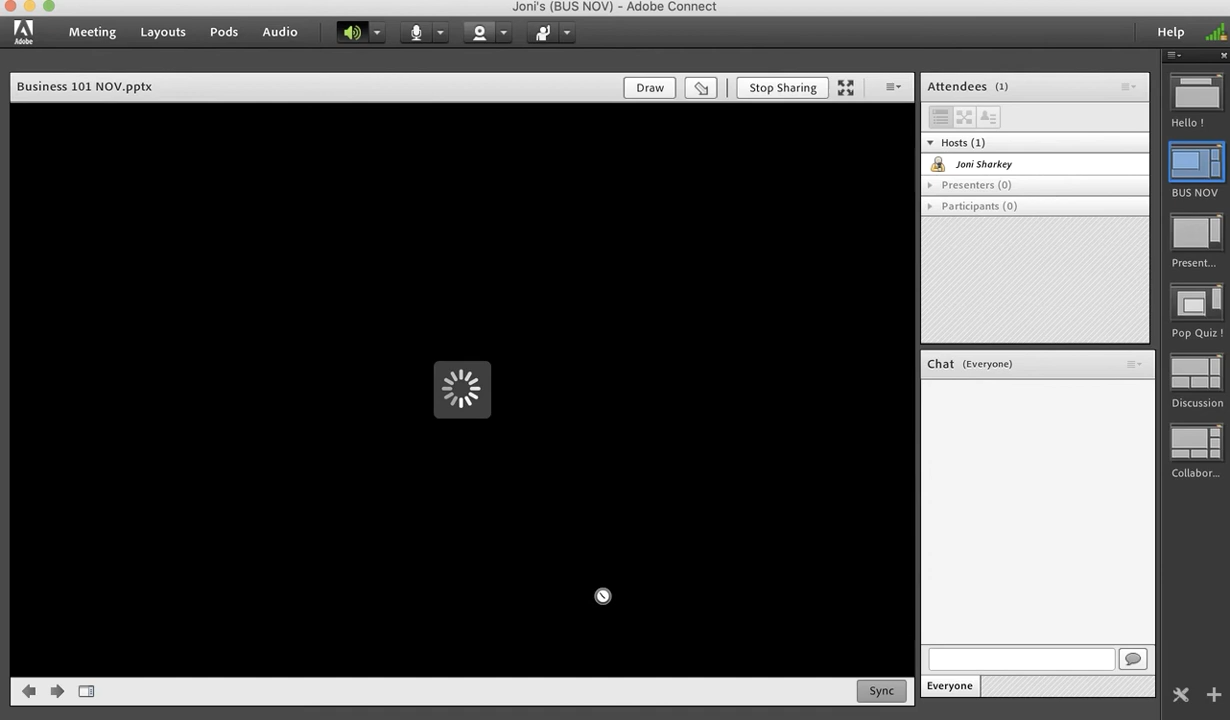 Joni's (BUS NOV) - Adobe Connect
Adobe
Meeting Layouts Pods Audio Help
Business 101 NOV.pptx Draw Stop Sharing
Attendees (1)
Hosts (1)
Joni Sharkey
Presenters (0)
Participants (0)
Chat (Everyone)
Everyone
Sync
Hello !
BUS NOV
Present...
Pop Quiz !
Discussion
Collabor...